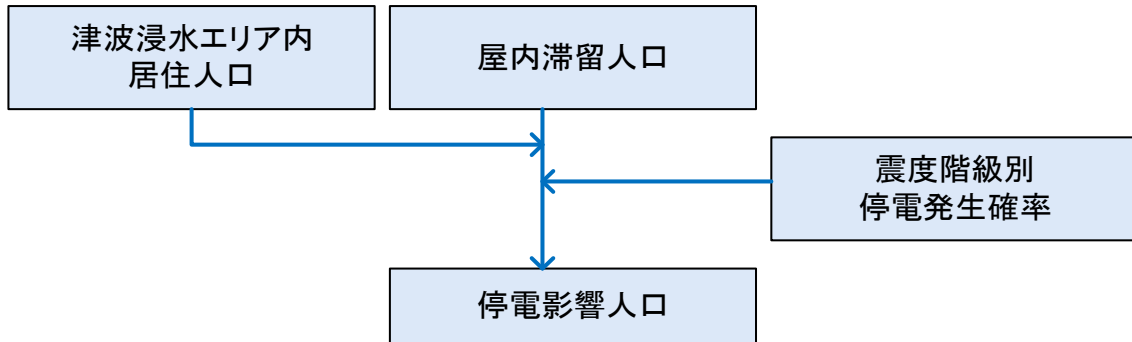 津波浸水エリア内
居住人口
屋内滞留人口
震度階級別
停電発生確率
停電影響人口